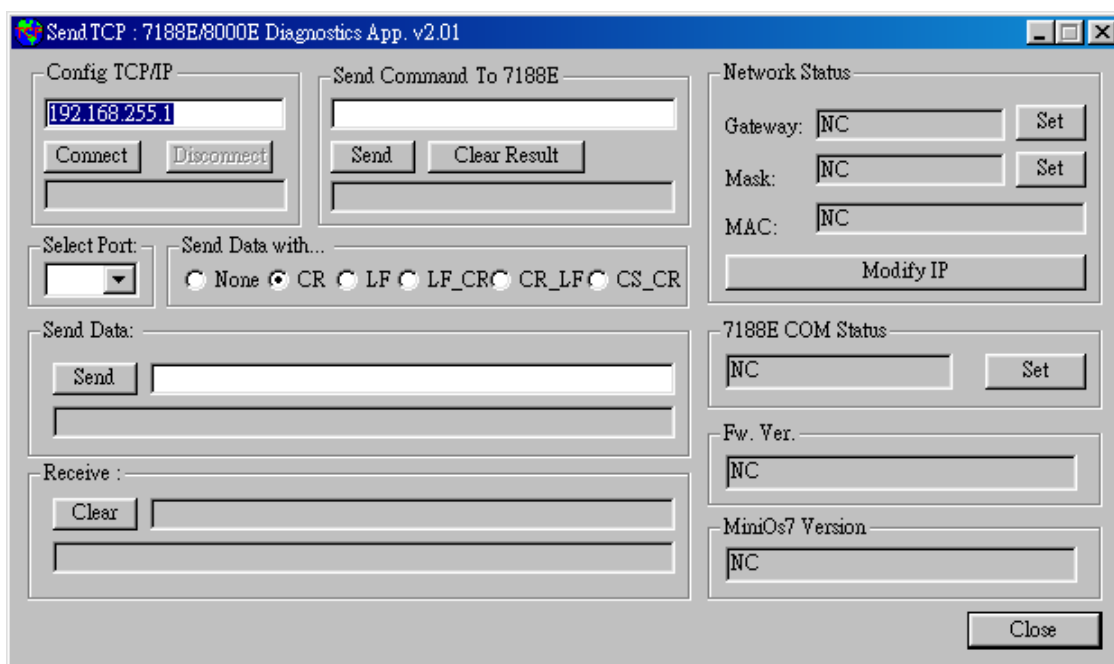 SendTCP : 7188E/8000E Diagnostics App. v2.01
Config TCP/IP
192.168.255.1
Connect Disconnect
Send Command To 7188E
Send Clear Result
Network Status
Gateway: NC Set
Mask: NC Set
MAC: NC
Modify IP
Select Port:
Send Data with...
None CR LF LF_CR CR_LF CS_CR
Send Data:
Send
7188E COM Status
NC Set
Receive :
Clear
Fw. Ver.
NC
MiniOs7 Version
NC
Close